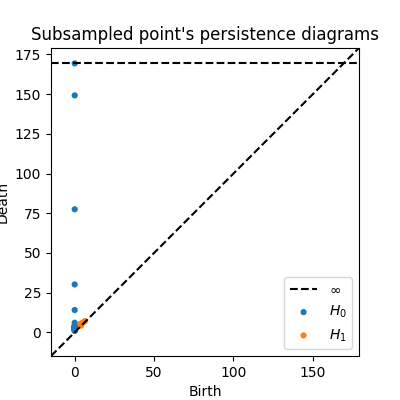 Subsampled point's persistence diagrams
175
150
125
100
75
50
25
0
Death
0
50
100
150
Birth
∞
H₀
H₁